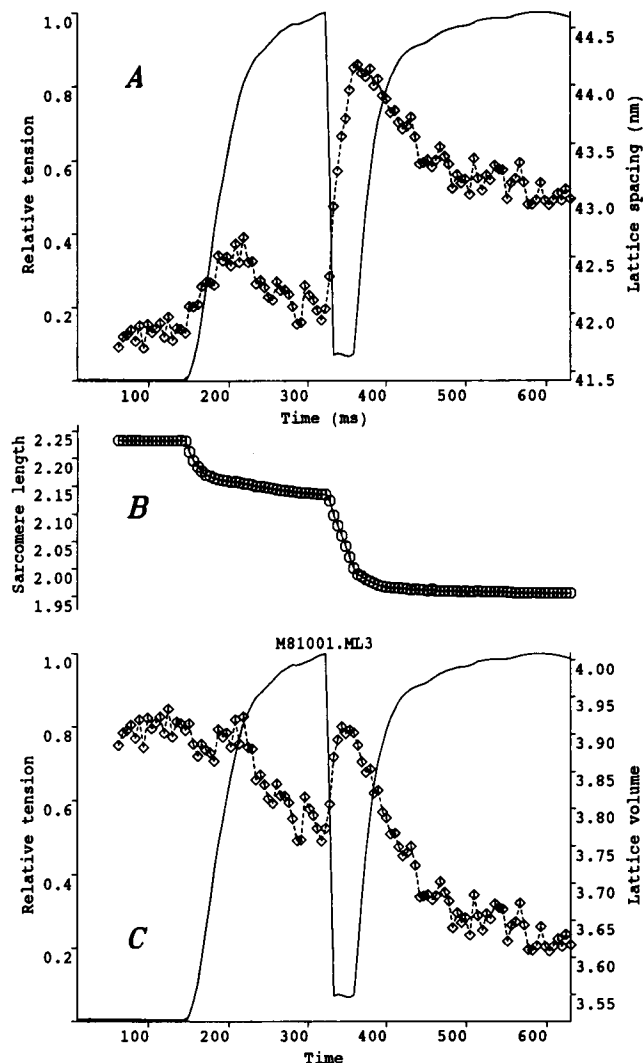 A
1.0
0.8
0.6
0.4
0.2
Relative tension
44.5
44.0
43.5
43.0
42.5
42.0
41.5
Lattice spacing (nm)
100 200 300 400 500 600
Time (ms)
B
2.25
2.20
2.15
2.10
2.05
2.00
1.95
Sarcomere length
M81001.ML3
C
1.0
0.8
0.6
0.4
0.2
Relative tension
4.00
3.95
3.90
3.85
3.80
3.75
3.70
3.65
3.60
3.55
Lattice volume
100 200 300 400 500 600
Time